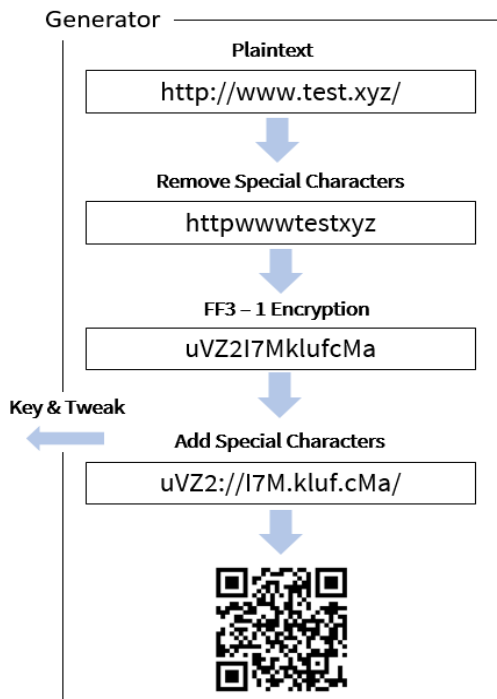 Generator
Plaintext
http://www.test.xyz/
Remove Special Characters
httpwwwtestxyz
FF3 – 1 Encryption
uVZ2I7MklufcMa
Key & Tweak
Add Special Characters
uVZ2://I7M.kluf.cMa/